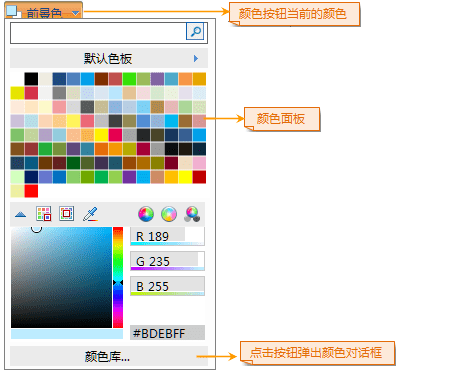 前景色
颜色按钮当前的颜色
默认色板
颜色面板
R 189
G 235
B 255
#BDEBFF
颜色库...
点击按钮弹出颜色对话框